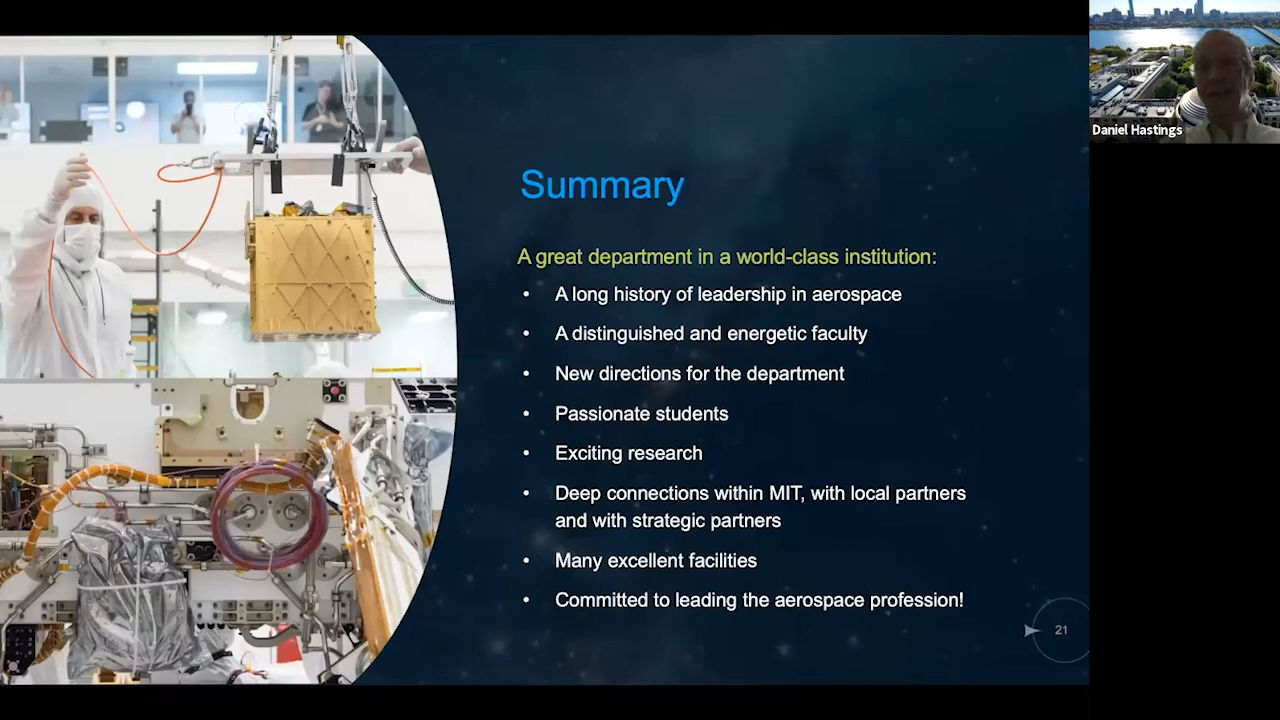 Daniel Hastings
Summary
A great department in a world-class institution:
• A long history of leadership in aerospace
• A distinguished and energetic faculty
• New directions for the department
• Passionate students
• Exciting research
• Deep connections within MIT, with local partners
and with strategic partners
• Many excellent facilities
• Committed to leading the aerospace profession!
21